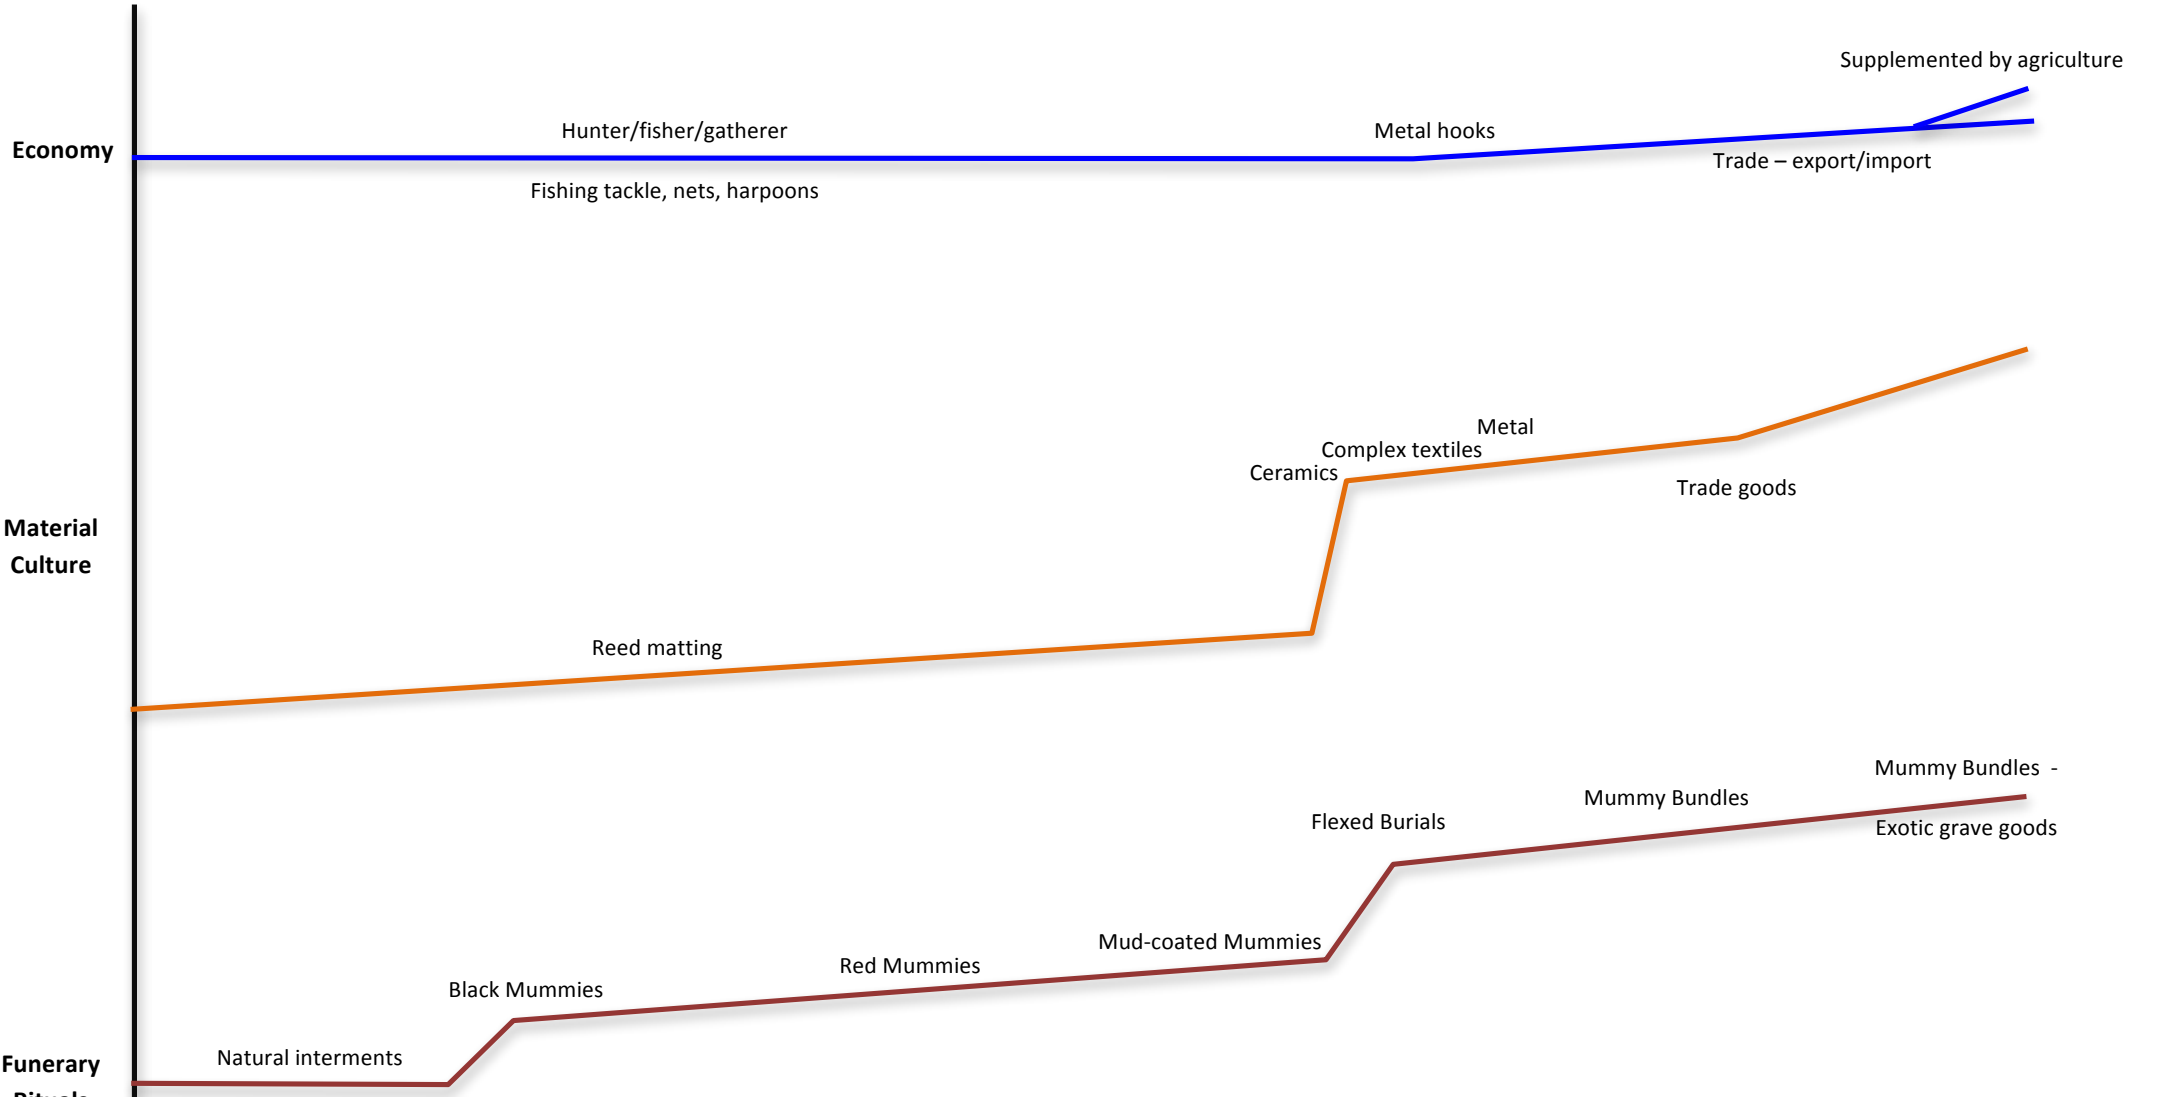 Supplemented by agriculture
Hunter/fisher/gatherer
Metal hooks
Economy
Trade – export/import
Fishing tackle, nets, harpoons
Metal
Complex textiles
Ceramics
Trade goods
Material
Culture
Reed matting
Mummy Bundles -
Mummy Bundles
Flexed Burials
Exotic grave goods
Mud-coated Mummies
Red Mummies
Black Mummies
Natural interments
Funerary